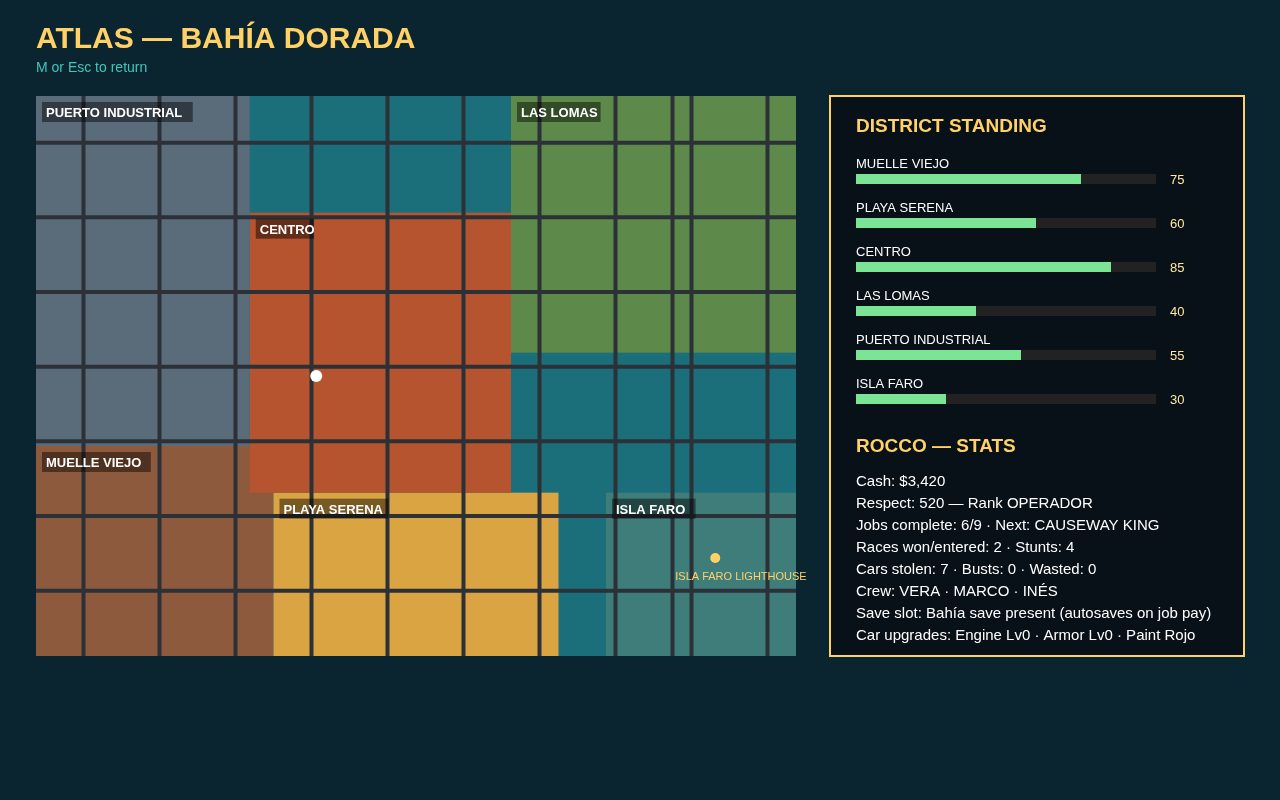 ATLAS — BAHÍA DORADA
M or Esc to return
PUERTO INDUSTRIAL
LAS LOMAS
CENTRO
MUELLE VIEJO
PLAYA SERENA
ISLA FARO
ISLA FARO LIGHTHOUSE
DISTRICT STANDING
MUELLE VIEJO
75
PLAYA SERENA
60
CENTRO
85
LAS LOMAS
40
PUERTO INDUSTRIAL
55
ISLA FARO
30
ROCCO — STATS
Cash: $3,420
Respect: 520 — Rank OPERADOR
Jobs complete: 6/9 · Next: CAUSEWAY KING
Races won/entered: 2 · Stunts: 4
Cars stolen: 7 · Busts: 0 · Wasted: 0
Crew: VERA · MARCO · INÉS
Save slot: Bahía save present (autosaves on job pay)
Car upgrades: Engine Lv0 · Armor Lv0 · Paint Rojo